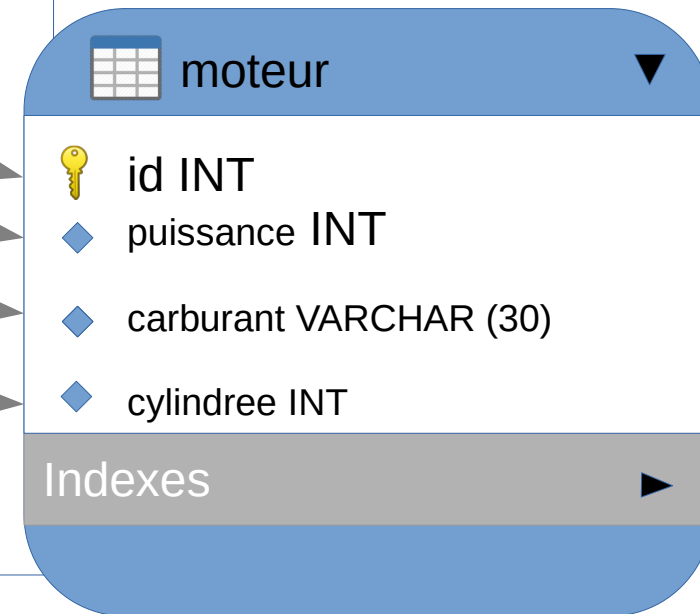 moteur
id INT
puissance INT
carburant VARCHAR (30)
cylindree INT
Indexes